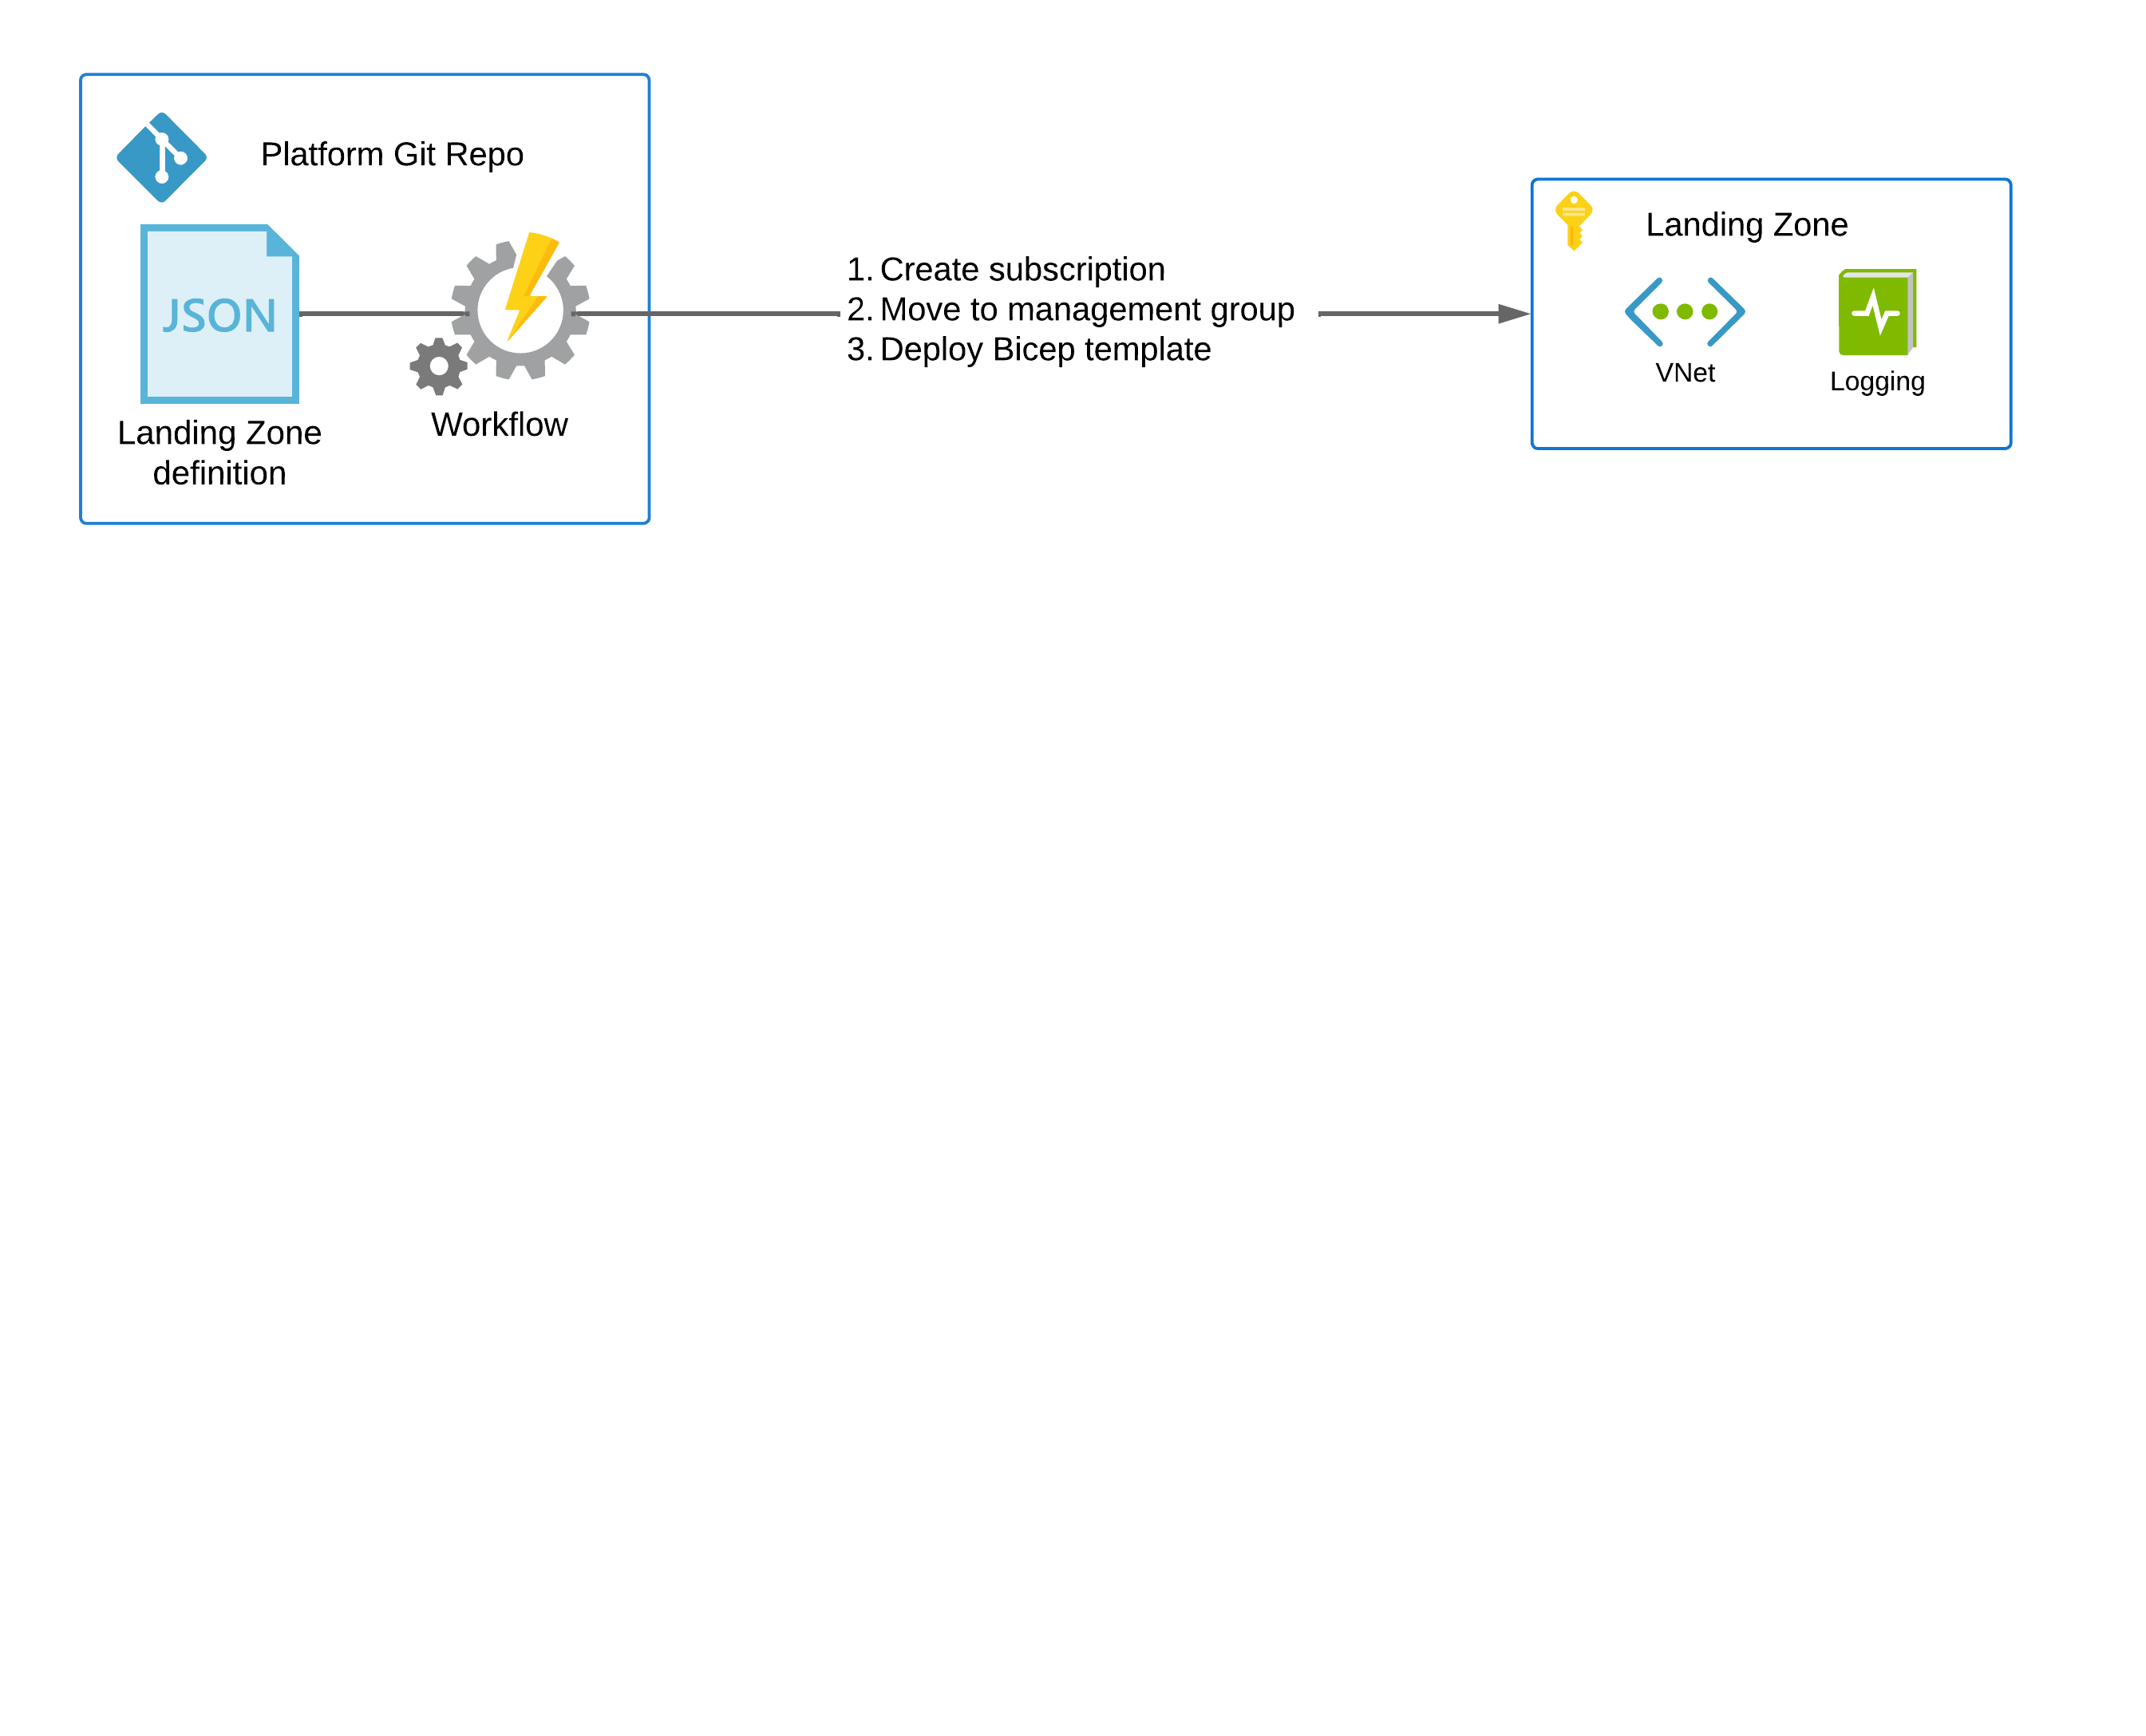 Platform Git Repo
JSON
Landing Zone
definition
Workflow
1. Create subscription
2. Move to management group
3. Deploy Bicep template
Landing Zone
VNet
Logging